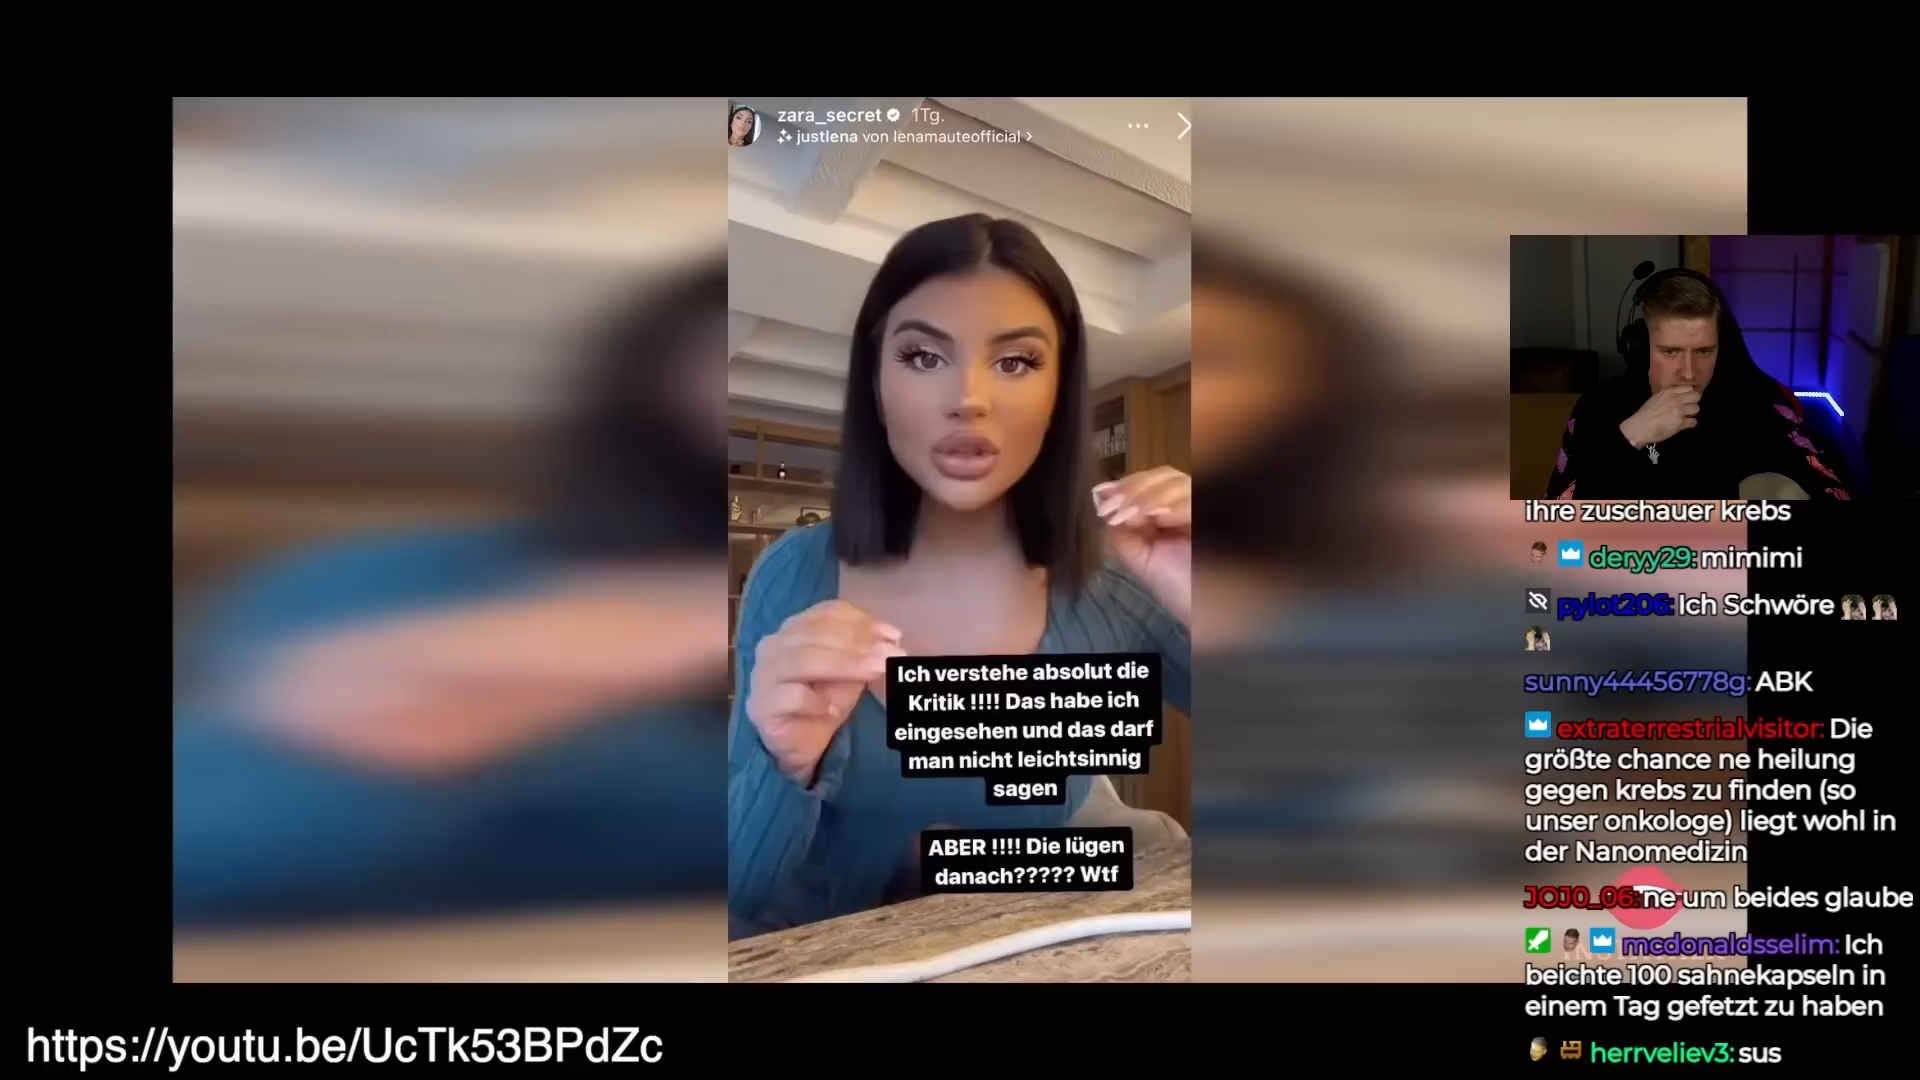 zara_secret 1Tg.
justlena von lenamauteofficial >
Ich verstehe absolut die
Kritik !!!! Das habe ich
eingesehen und das darf
man nicht leichtsinnig
sagen
ABER !!!! Die lügen
danach????? Wtf
ihre zuschauer krebs
deryy29: mimimi
pylot206: Ich Schwöre
sunny44456778g: ABK
extraterrestrialvisitor: Die
größte chance ne heilung
gegen krebs zu finden (so
unser onkologe) liegt wohl in
der Nanomedizin
JOJ0_06: ne um beides glaube
mcdonaldsselim: Ich
beichte 100 sahnekapseln in
einem Tag gefetzt zu haben
herrveliev3: sus
https://youtu.be/UcTk53BPdZc